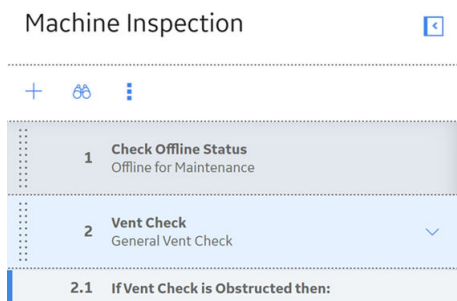 Machine Inspection
1
Check Offline Status
Offline for Maintenance
2
Vent Check
General Vent Check
2.1 If Vent Check is Obstructed then: